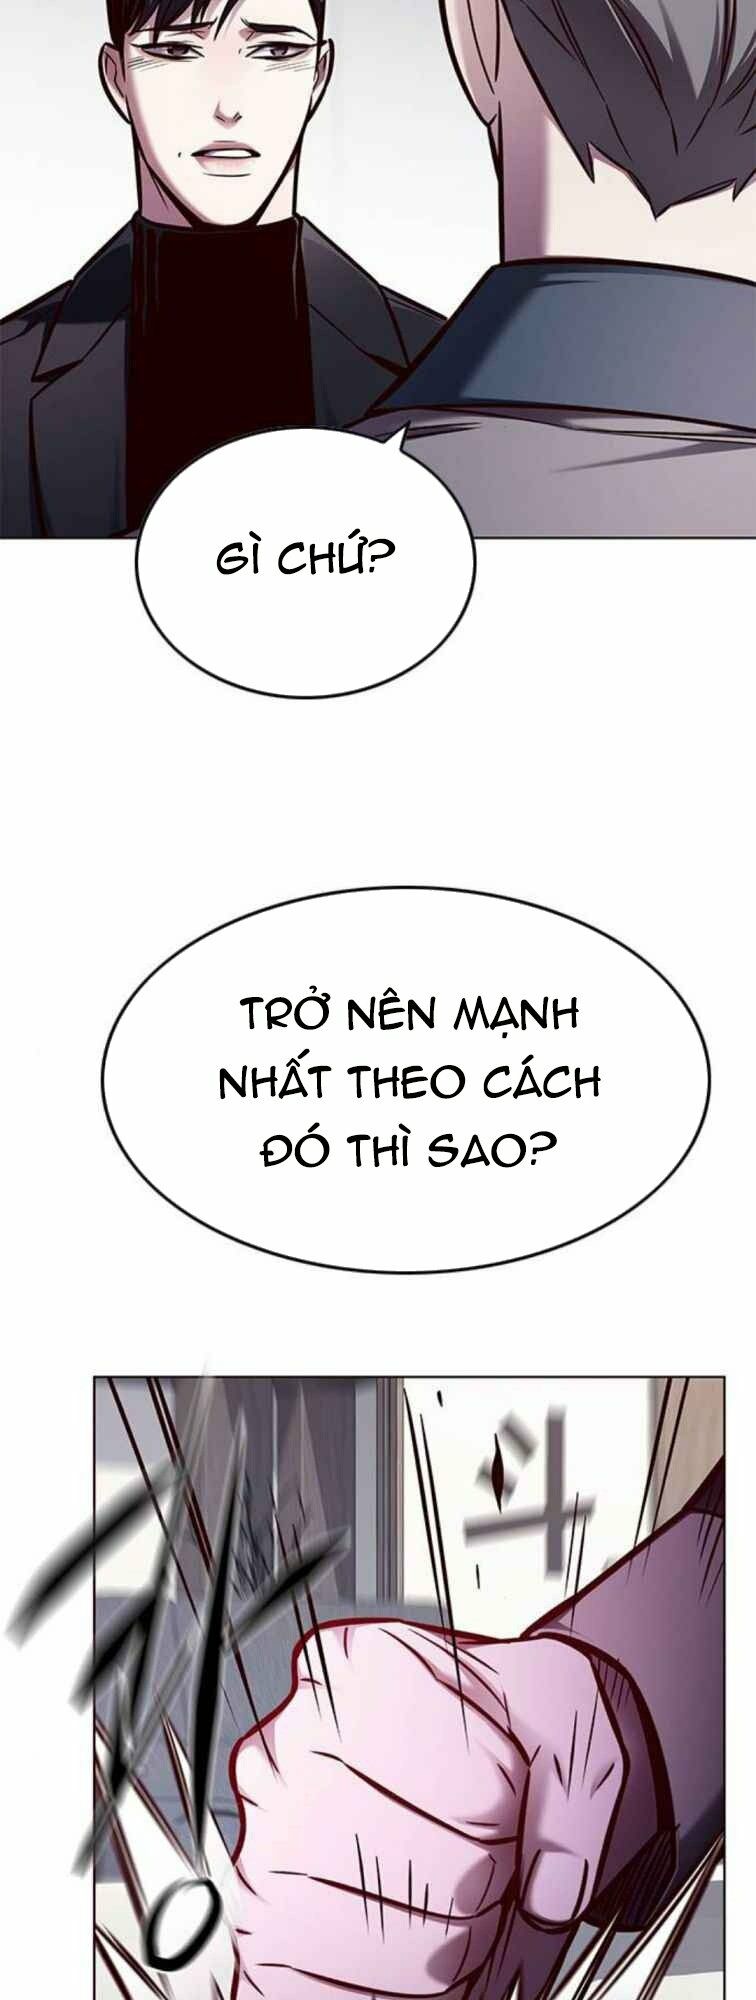 GÌ CHỨ?
TRỞ NÊN MẠNH
NHẤT THEO CÁCH
ĐÓ THÌ SAO?